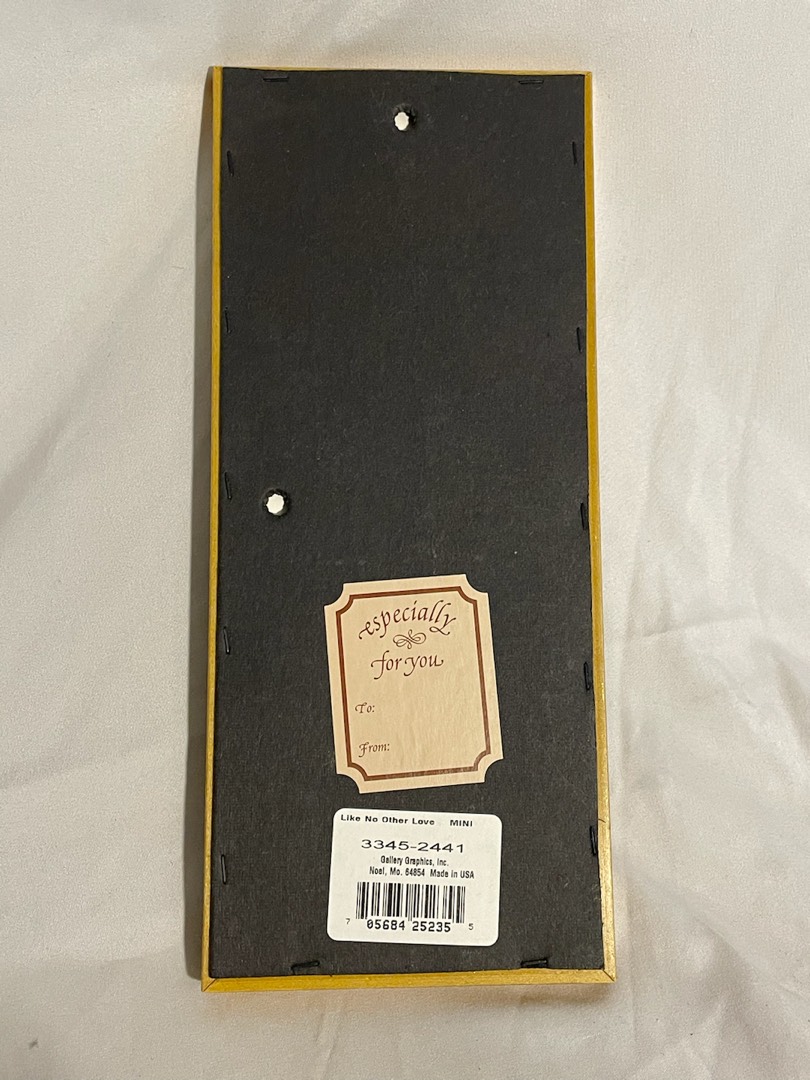 especially
for you
To:
From:
Like No Other Love MINI
3345-2441
Gallery Graphics, Inc.
Noel, Mo. 64854 Made in USA
7 05684 25235 5